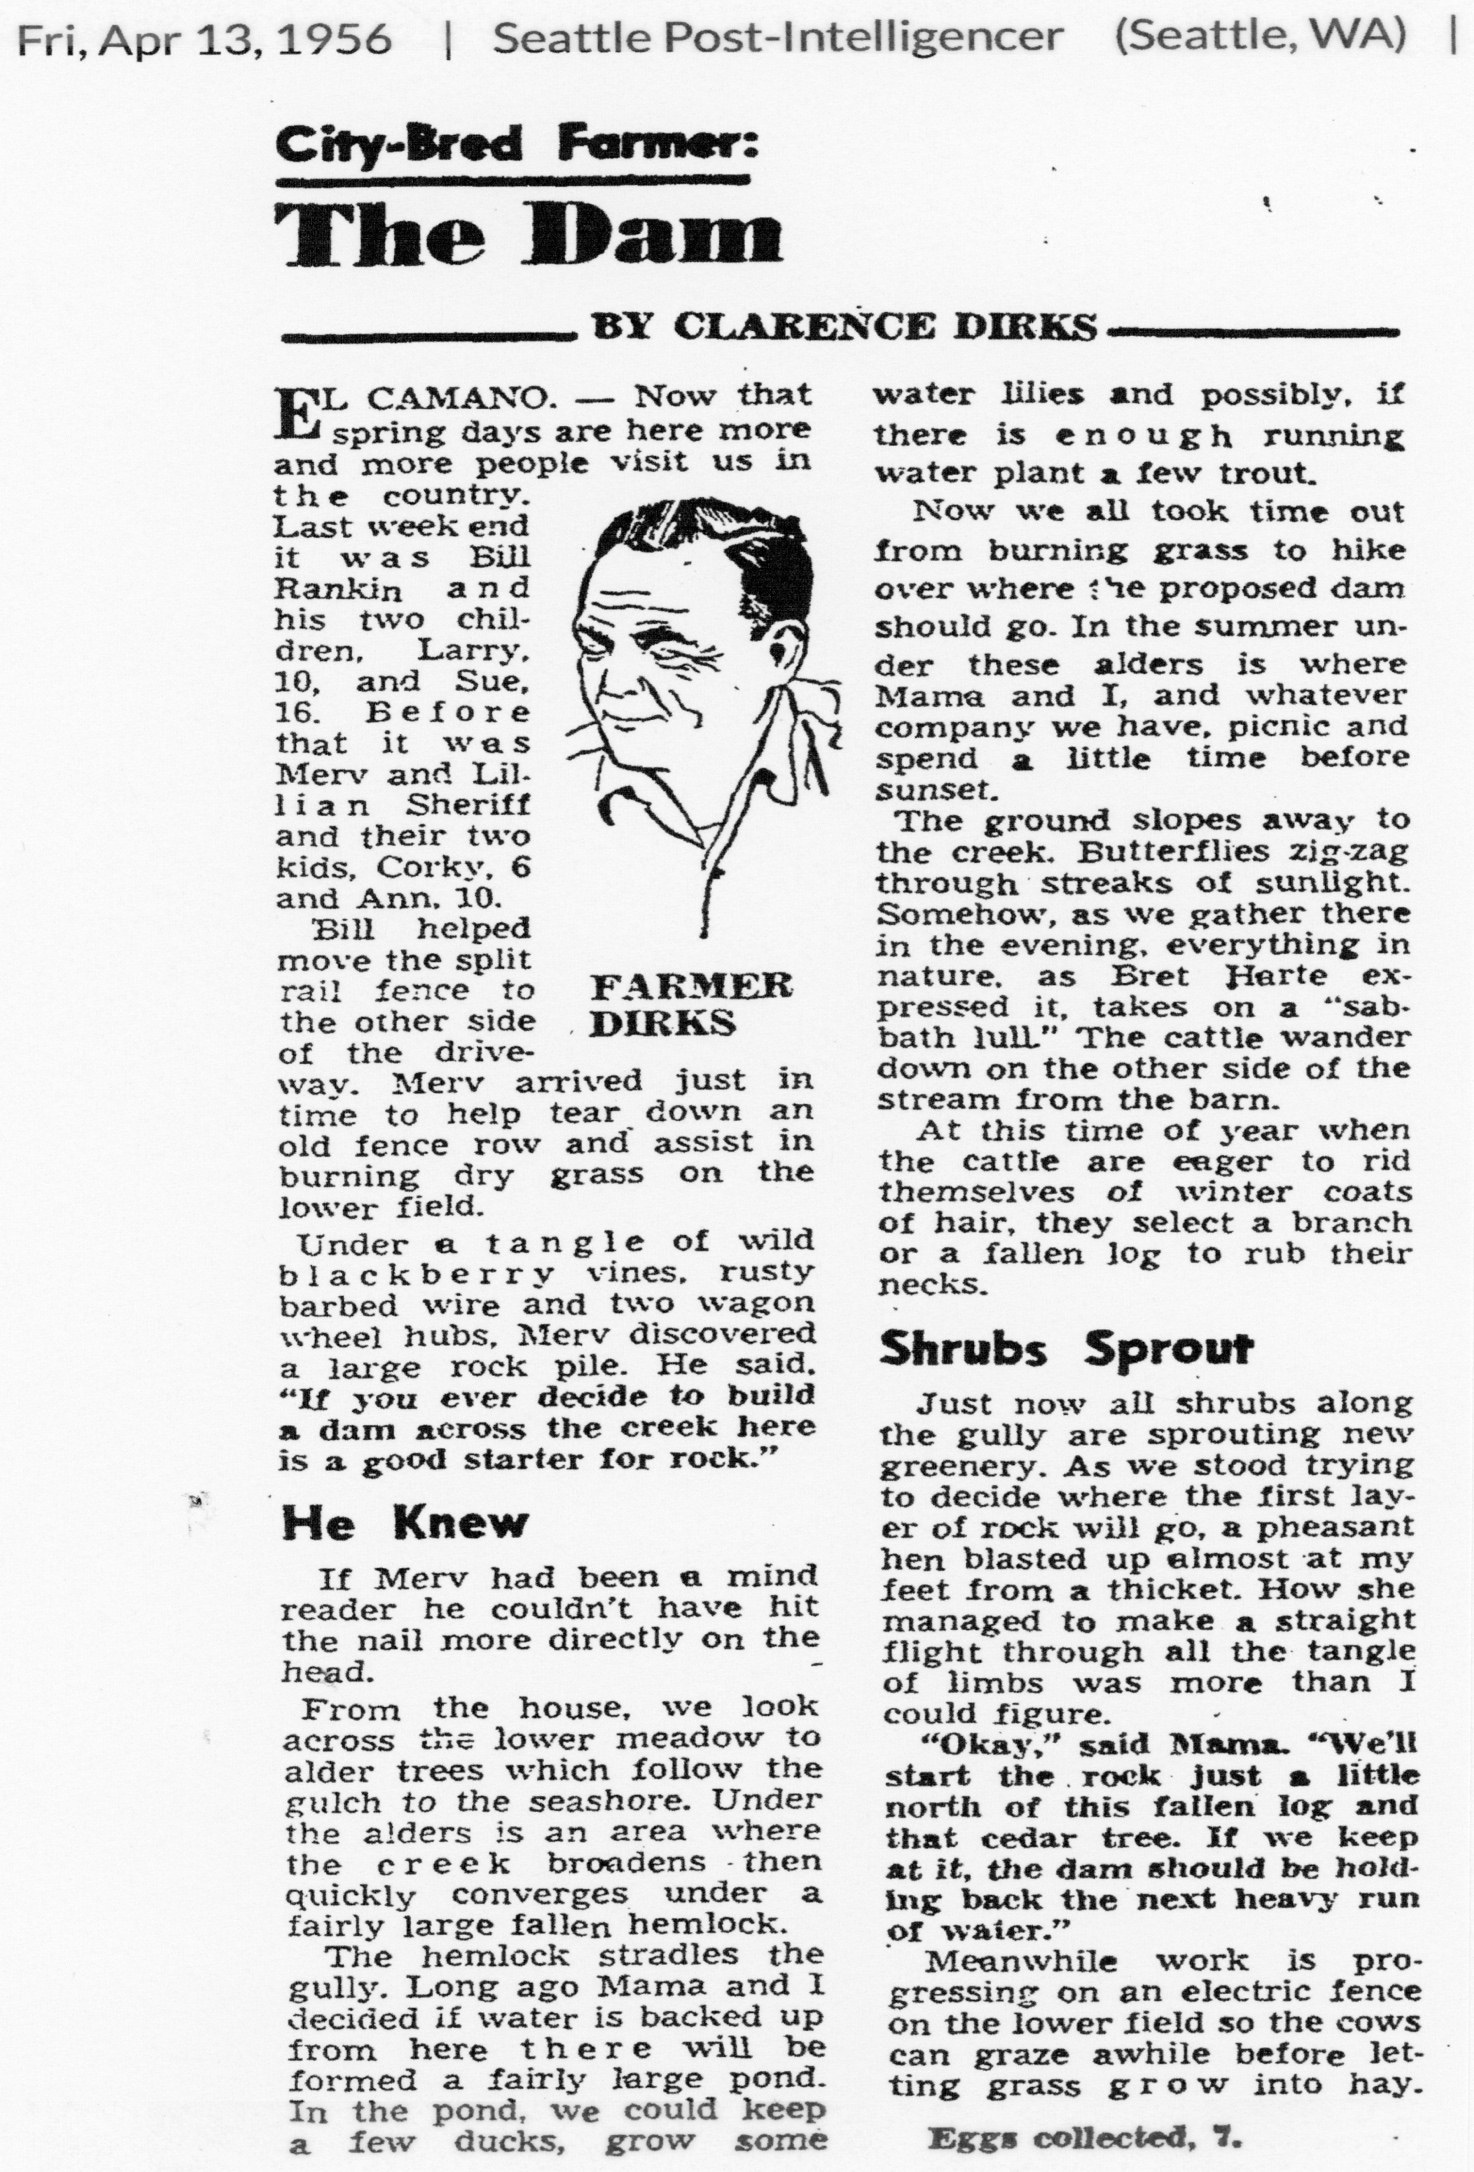 Fri, Apr 13, 1956 | Seattle Post-Intelligencer (Seattle, WA) |
City-Bred Farmer:
The Dam
BY CLARENCE DIRKS
EL CAMANO. — Now that
spring days are here more
and more people visit us in
the country.
Last week end
it was Bill
Rankin and
his two chil-
dren, Larry,
10, and Sue,
16. Before
that it was
Merv and Lil-
lian Sheriff
and their two
kids, Corky, 6
and Ann, 10.
Bill helped
move the split
rail fence to
the other side
of the drive-
way. Merv arrived just in
time to help tear down an
old fence row and assist in
burning dry grass on the
lower field.
Under a tangle of wild
blackberry vines, rusty
barbed wire and two wagon
wheel hubs, Merv discovered
a large rock pile. He said,
"If you ever decide to build
a dam across the creek here
is a good starter for rock."
He Knew
If Merv had been a mind
reader he couldn't have hit
the nail more directly on the
head.
From the house, we look
across the lower meadow to
alder trees which follow the
gulch to the seashore. Under
the alders is an area where
the creek broadens then
quickly converges under a
fairly large fallen hemlock.
The hemlock stradles the
gully. Long ago Mama and I
decided if water is backed up
from here there will be
formed a fairly large pond.
In the pond, we could keep
a few ducks, grow some
FARMER
DIRKS
water lilies and possibly, if
there is enough running
water plant a few trout.
Now we all took time out
from burning grass to hike
over where the proposed dam
should go. In the summer un-
der these alders is where
Mama and I, and whatever
company we have, picnic and
spend a little time before
sunset.
The ground slopes away to
the creek. Butterflies zig-zag
through streaks of sunlight.
Somehow, as we gather there
in the evening, everything in
nature, as Bret Harte ex-
pressed it, takes on a "sab-
bath lull." The cattle wander
down on the other side of the
stream from the barn.
At this time of year when
the cattle are eager to rid
themselves of winter coats
of hair, they select a branch
or a fallen log to rub their
necks.
Shrubs Sprout
Just now all shrubs along
the gully are sprouting new
greenery. As we stood trying
to decide where the first lay-
er of rock will go, a pheasant
hen blasted up almost at my
feet from a thicket. How she
managed to make a straight
flight through all the tangle
of limbs was more than I
could figure.
"Okay," said Mama. "We'll
start the rock just a little
north of this fallen log and
that cedar tree. If we keep
at it, the dam should be hold-
ing back the next heavy run
of water."
Meanwhile work is pro-
gressing on an electric fence
on the lower field so the cows
can graze awhile before let-
ting grass grow into hay.
Eggs collected, 7.